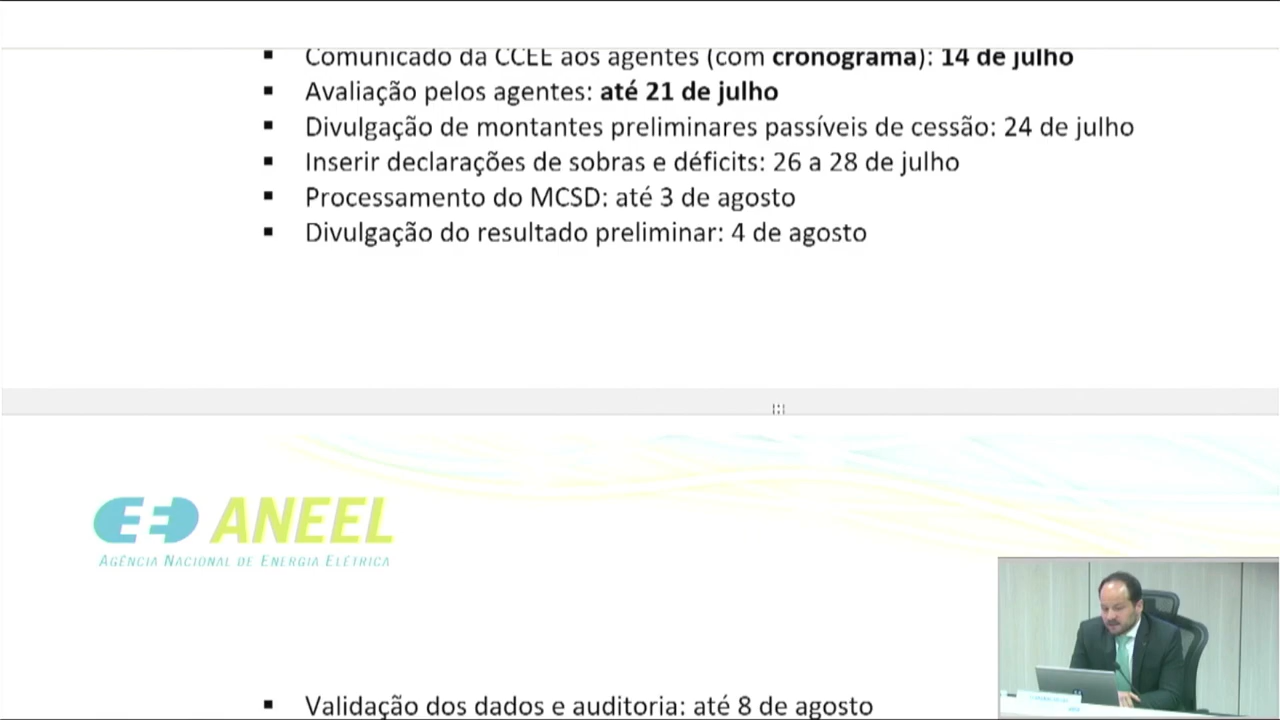 ▪ Comunicado da CCEE aos agentes (com cronograma): 14 de julho
▪ Avaliação pelos agentes: até 21 de julho
▪ Divulgação de montantes preliminares passíveis de cessão: 24 de julho
▪ Inserir declarações de sobras e déficits: 26 a 28 de julho
▪ Processamento do MCSD: até 3 de agosto
▪ Divulgação do resultado preliminar: 4 de agosto
ANEEL
AGÊNCIA NACIONAL DE ENERGIA ELÉTRICA
▪ Validação dos dados e auditoria: até 8 de agosto